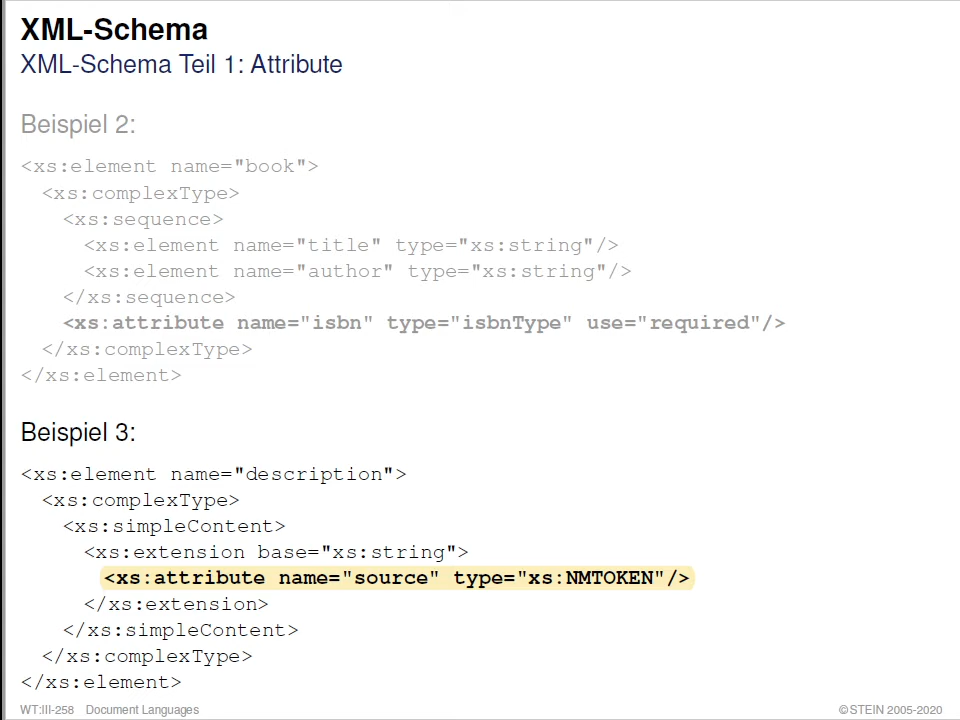 XML-Schema
XML-Schema Teil 1: Attribute
Beispiel 2:
<xs:element name="book">
<xs:complexType>
<xs:sequence>
<xs:element name="title" type="xs:string"/>
<xs:element name="author" type="xs:string"/>
</xs:sequence>
<xs:attribute name="isbn" type="isbnType" use="required"/>
</xs:complexType>
</xs:element>
Beispiel 3:
<xs:element name="description">
<xs:complexType>
<xs:simpleContent>
<xs:extension base="xs:string">
<xs:attribute name="source" type="xs:NMTOKEN"/>
</xs:extension>
</xs:simpleContent>
</xs:complexType>
</xs:element>
WT:III-258 Document Languages ©STEIN 2005-2020